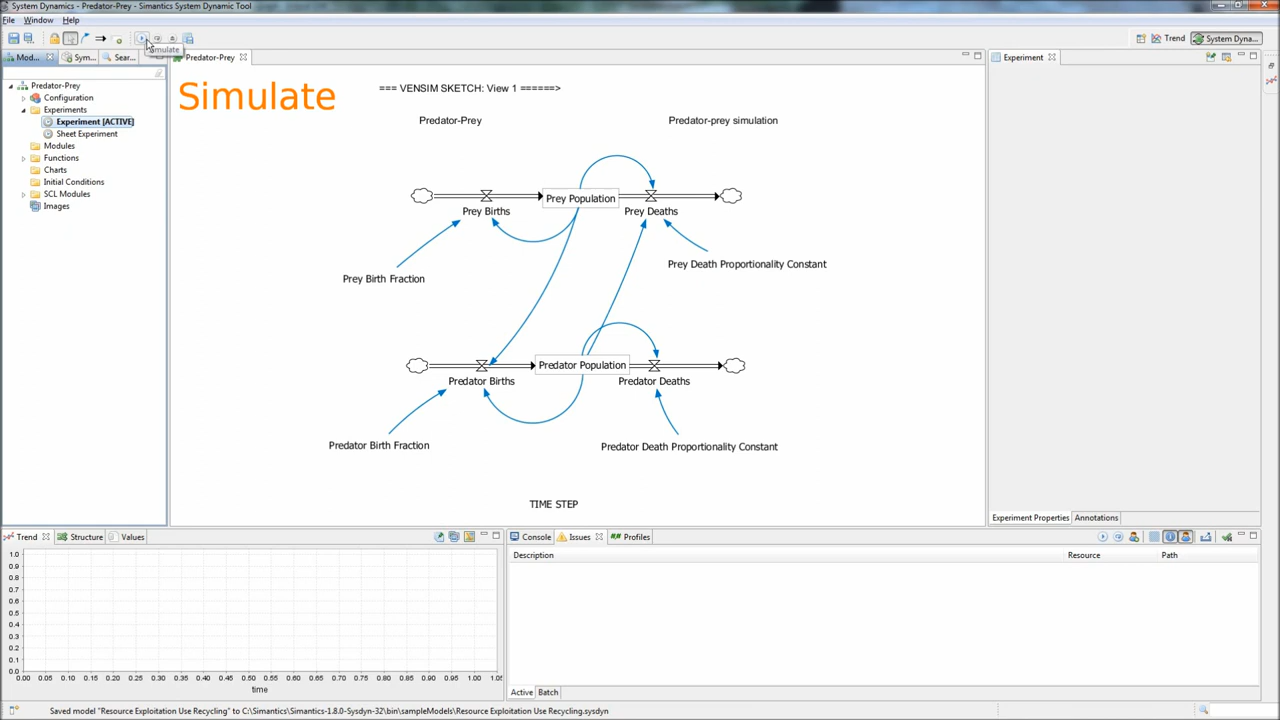 System Dynamics - Predator-Prey - Simantics System Dynamic Tool
File Window Help
Simulate
Trend
System Dyna...
Mod...
Sym...
Sear...
Predator-Prey
Experiment
Predator-Prey
Configuration
Experiments
Experiment [ACTIVE]
Sheet Experiment
Modules
Functions
Charts
Initial Conditions
SCL Modules
Images
Simulate
=== VENSIM SKETCH: View 1 ======>
Predator-Prey
Predator-prey simulation
Prey Population
Prey Births
Prey Deaths
Prey Birth Fraction
Prey Death Proportionality Constant
Predator Population
Predator Births
Predator Deaths
Predator Birth Fraction
Predator Death Proportionality Constant
TIME STEP
Experiment Properties
Annotations
Trend
Structure
Values
1.0
0.9
0.8
0.7
0.6
0.5
0.4
0.3
0.2
0.1
0.0
0.00 0.05 0.10 0.15 0.20 0.25 0.30 0.35 0.40 0.45 0.50 0.55 0.60 0.65 0.70 0.75 0.80 0.85 0.90 0.95 1.00
time
Console
Issues
Profiles
Description
Resource
Path
Active
Batch
Saved model "Resource Exploitation Use Recycling" to C:\Simantics\Simantics-1.8.0-Sysdyn-32\bin\sampleModels\Resource Exploitation Use Recycling.sysdyn